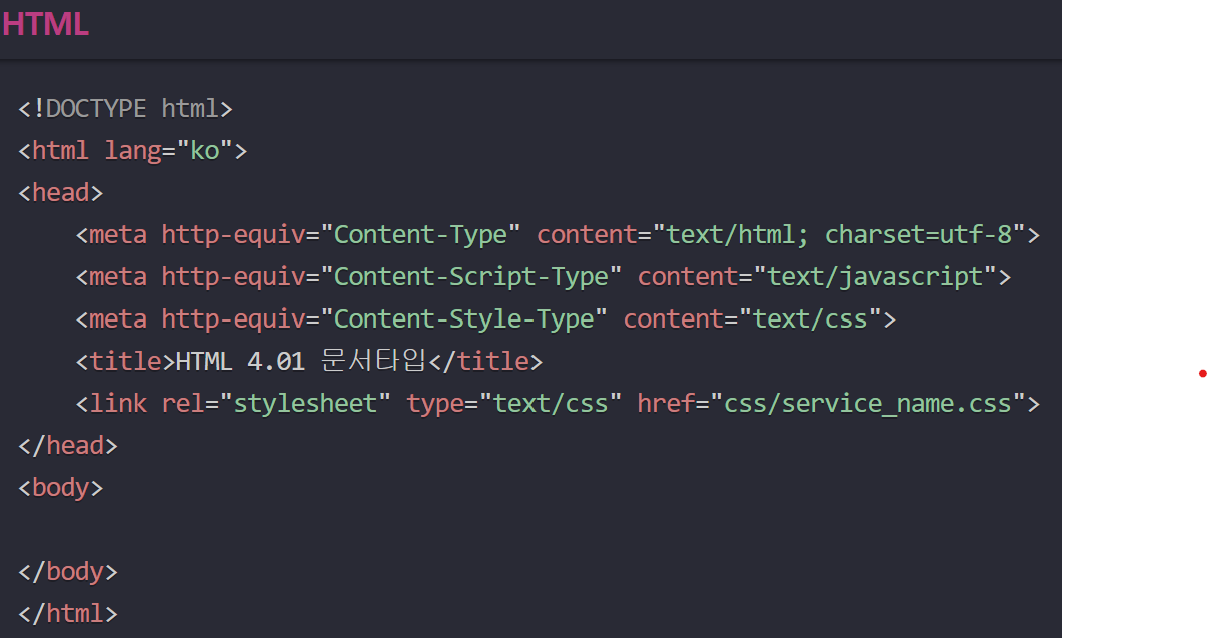 HTML
<!DOCTYPE html>
<html lang="ko">
<head>
    <meta http-equiv="Content-Type" content="text/html; charset=utf-8">
    <meta http-equiv="Content-Script-Type" content="text/javascript">
    <meta http-equiv="Content-Style-Type" content="text/css">
    <title>HTML 4.01 문서타입</title>
    <link rel="stylesheet" type="text/css" href="css/service_name.css">
</head>
<body>

</body>
</html>